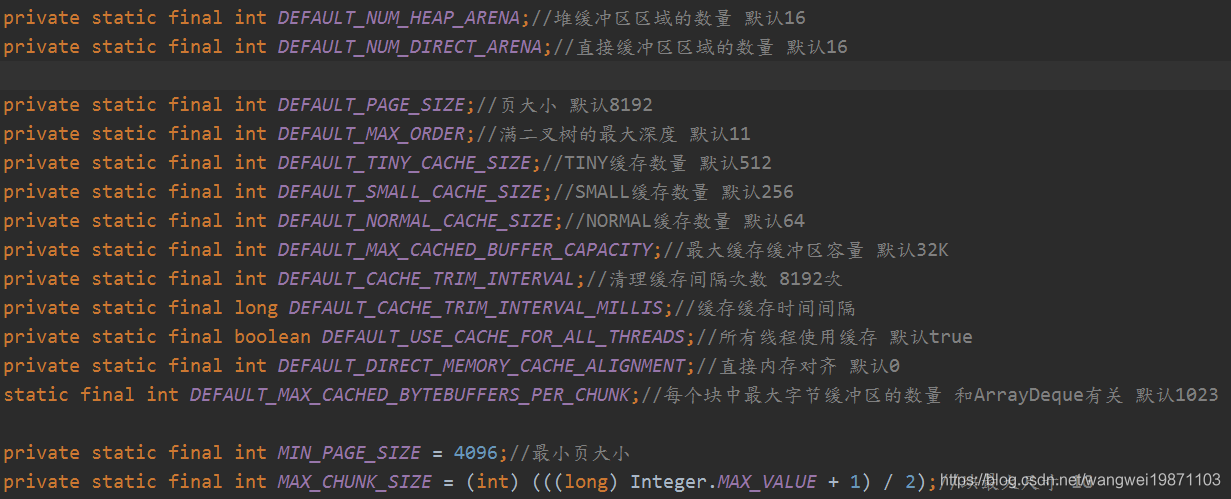 private static final int DEFAULT_NUM_HEAP_ARENA;//堆缓冲区区域的数量 默认16
private static final int DEFAULT_NUM_DIRECT_ARENA;//直接缓冲区区域的数量 默认16
private static final int DEFAULT_PAGE_SIZE;//页大小 默认8192
private static final int DEFAULT_MAX_ORDER;//满二叉树的最大深度 默认11
private static final int DEFAULT_TINY_CACHE_SIZE;//TINY缓存数量 默认512
private static final int DEFAULT_SMALL_CACHE_SIZE;//SMALL缓存数量 默认256
private static final int DEFAULT_NORMAL_CACHE_SIZE;//NORMAL缓存数量 默认64
private static final int DEFAULT_MAX_CACHED_BUFFER_CAPACITY;//最大缓存缓冲区容量 默认32K
private static final int DEFAULT_CACHE_TRIM_INTERVAL;//清理缓存间隔次数 8192次
private static final long DEFAULT_CACHE_TRIM_INTERVAL_MILLIS;//缓存缓存时间间隔
private static final boolean DEFAULT_USE_CACHE_FOR_ALL_THREADS;//所有线程使用缓存 默认true
private static final int DEFAULT_DIRECT_MEMORY_CACHE_ALIGNMENT;//直接内存对齐 默认0
static final int DEFAULT_MAX_CACHED_BYTEBUFFERS_PER_CHUNK;//每个块中最大字节缓冲区的数量 和ArrayDeque有关 默认1023
private static final int MIN_PAGE_SIZE = 4096;//最小页大小
private static final int MAX_CHUNK_SIZE = (int) (((long) Integer.MAX_VALUE + 1) / 2);
https://blog.csdn.net/wangwei19871103